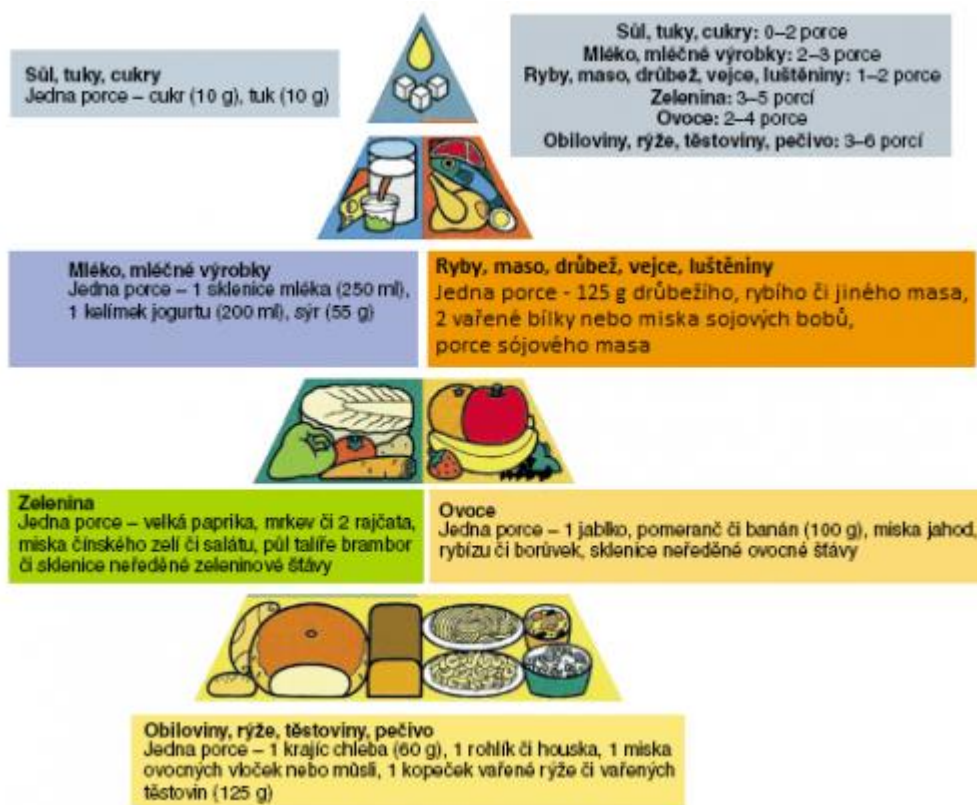 Sůl, tuky, cukry
Jedna porce – cukr (10 g), tuk (10 g)
Sůl, tuky, cukry: 0–2 porce
Mléko, mléčné výrobky: 2–3 porce
Ryby, maso, drůbež, vejce, luštěniny: 1–2 porce
Zelenina: 3–5 porcí
Ovoce: 2–4 porce
Obiloviny, rýže, těstoviny, pečivo: 3–6 porcí
Mléko, mléčné výrobky
Jedna porce – 1 sklenice mléka (250 ml),
1 kelímek jogurtu (200 ml), sýr (55 g)
Ryby, maso, drůbež, vejce, luštěniny
Jedna porce - 125 g drůbežího, rybího či jiného masa,
2 vařené bílky nebo miska sojových bobů,
porce sójového masa
Zelenina
Jedna porce – velká paprika, mrkev či 2 rajčata,
miska čínského zelí či salátu, půl talíře brambor
či sklenice neředěné zeleninové šťávy
Ovoce
Jedna porce – 1 jablko, pomeranč či banán (100 g), miska jahod,
rybízu či borůvek, sklenice neředěné ovocné šťávy
Obiloviny, rýže, těstoviny, pečivo
Jedna porce – 1 krajíc chleba (60 g), 1 rohlík či houska, 1 miska
ovocných vloček nebo műsli, 1 kopeček vařené rýže či vařených
těstovin (125 g)